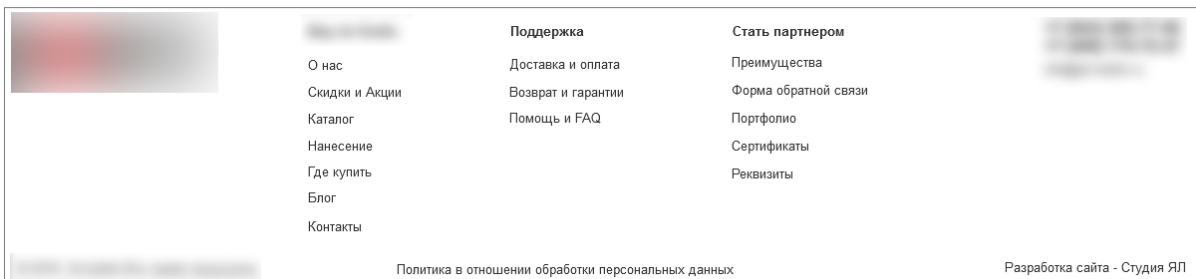 О нас
Скидки и Акции
Каталог
Нанесение
Где купить
Блог
Контакты
Поддержка
Доставка и оплата
Возврат и гарантии
Помощь и FAQ
Стать партнером
Преимущества
Форма обратной связи
Портфолио
Сертификаты
Реквизиты
Политика в отношении обработки персональных данных
Разработка сайта - Студия ЯЛ